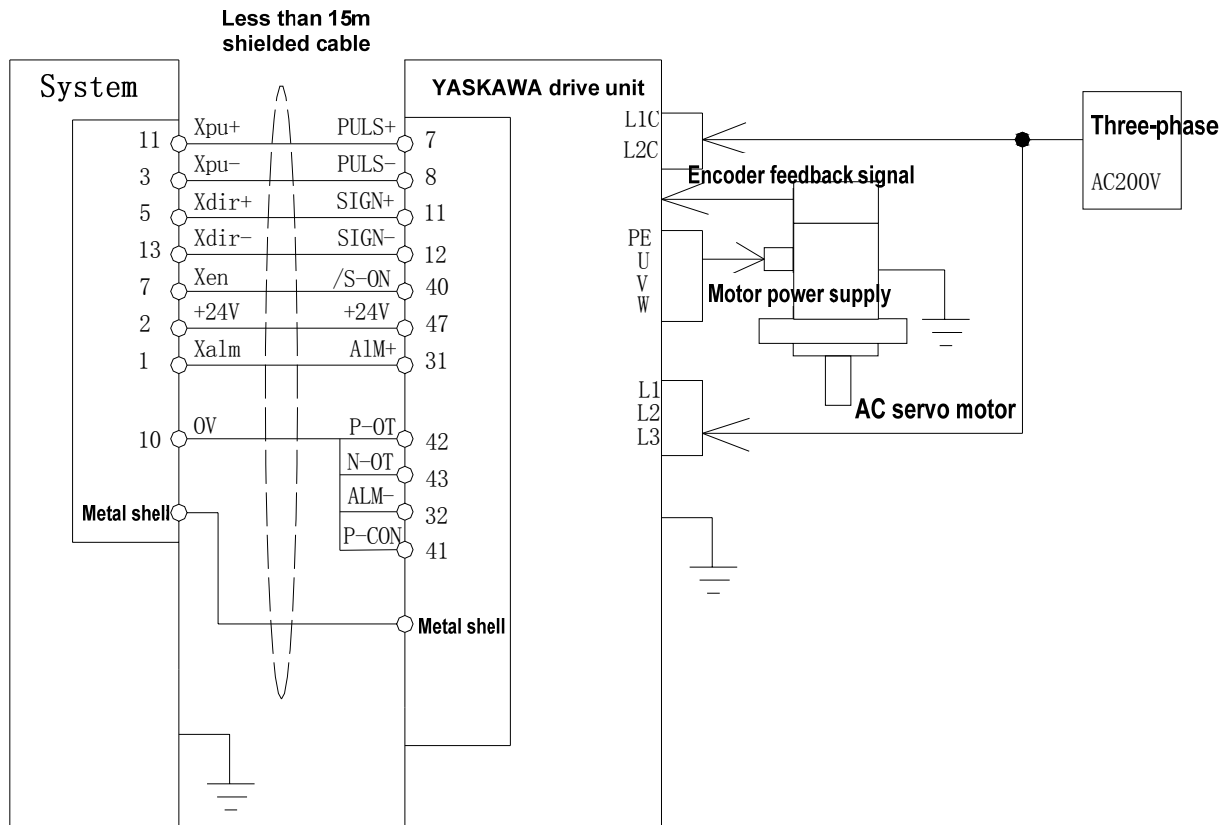 Less than 15m
shielded cable
System
YASKAWA drive unit
11 Xpu+ PULS+ 7
3 Xpu- PULS- 8
5 Xdir+ SIGN+ 11
13 Xdir- SIGN- 12
7 Xen /S-ON 40
2 +24V +24V 47
1 Xalm AlM+ 31
10 0V P-OT 42
N-OT 43
ALM- 32
P-CON 41
Metal shell
Metal shell
L1C
L2C
Encoder feedback signal
PE
U
V
W
Motor power supply
L1
L2
L3
AC servo motor
Three-phase
AC200V